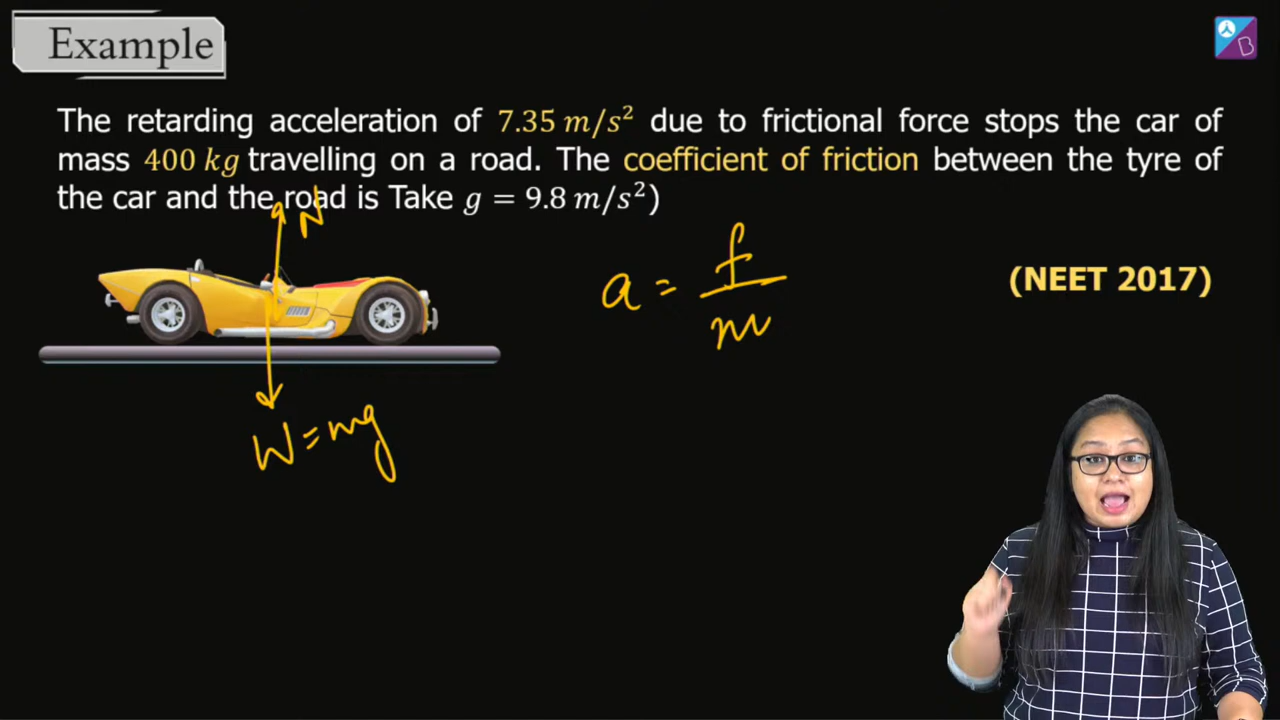 Example
The retarding acceleration of 7.35 m/s² due to frictional force stops the car of
mass 400 kg travelling on a road. The coefficient of friction between the tyre of
the car and the road is Take g = 9.8 m/s²)
N
a = f/m
(NEET 2017)
W = mg
B